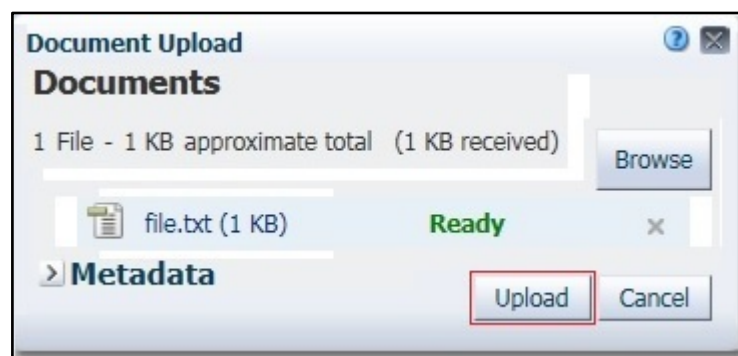 Document Upload
Documents
1 File - 1 KB approximate total (1 KB received)
Browse
file.txt (1 KB) Ready ×
Metadata
Upload Cancel